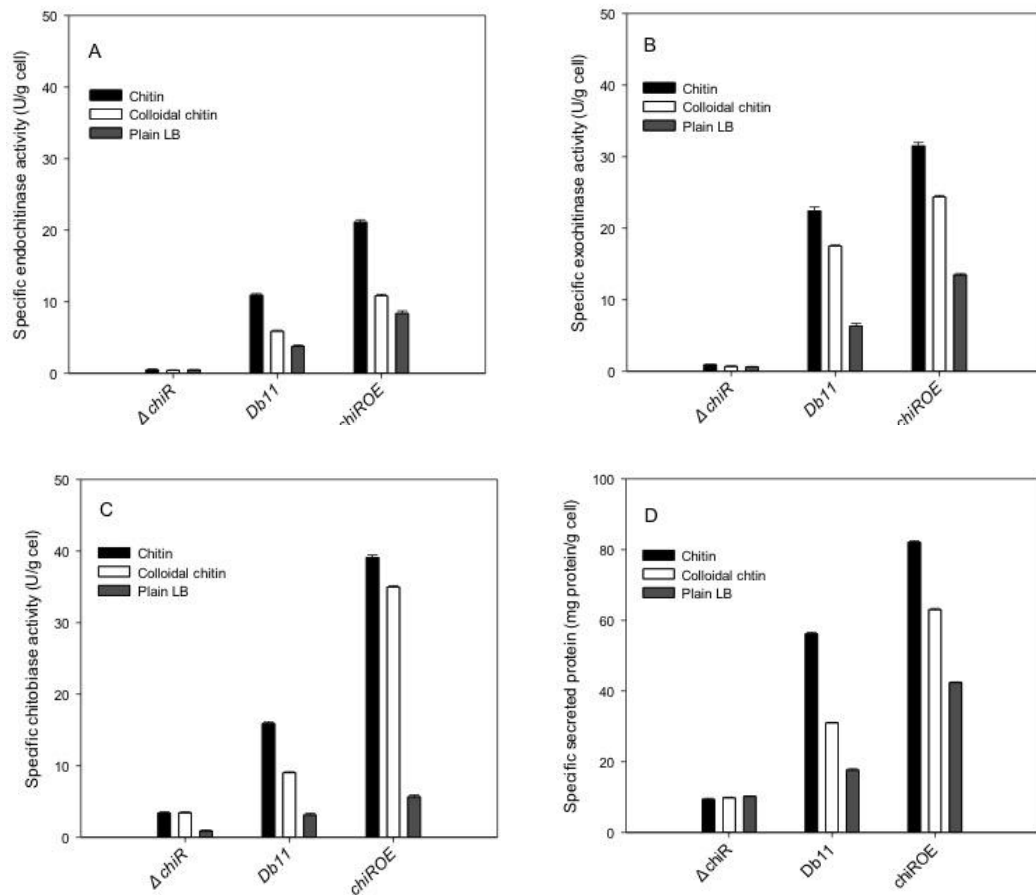 Specific endochitinase activity (U/g cell)
50
40
30
20
10
0
A
Chitin
Colloidal chitin
Plain LB
Δ chiR
Db11
chiROE
Specific exochitinase activity (U/g cell)
50
40
30
20
10
0
B
Chitin
Colloidal chitin
Plain LB
Δ chiR
Db11
chiROE
Specific chitobiase activity (U/g cel)
50
40
30
20
10
0
C
Chitin
Colloidal chitin
Plain LB
Δ chiR
Db11
chiROE
Specific secreted protein (mg protein/g cell)
100
80
60
40
20
0
D
Chitin
Colloidal chtin
Plain LB
Δ chiR
Db11
chiROE